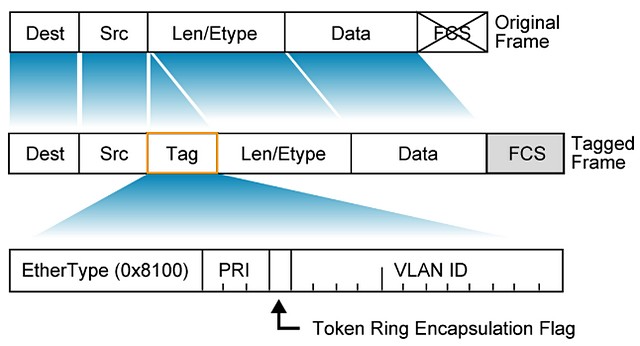 Dest Src Len/Etype Data FCS Original
Frame
Dest Src Tag Len/Etype Data FCS Tagged
Frame
EtherType (0x8100) PRI VLAN ID
Token Ring Encapsulation Flag